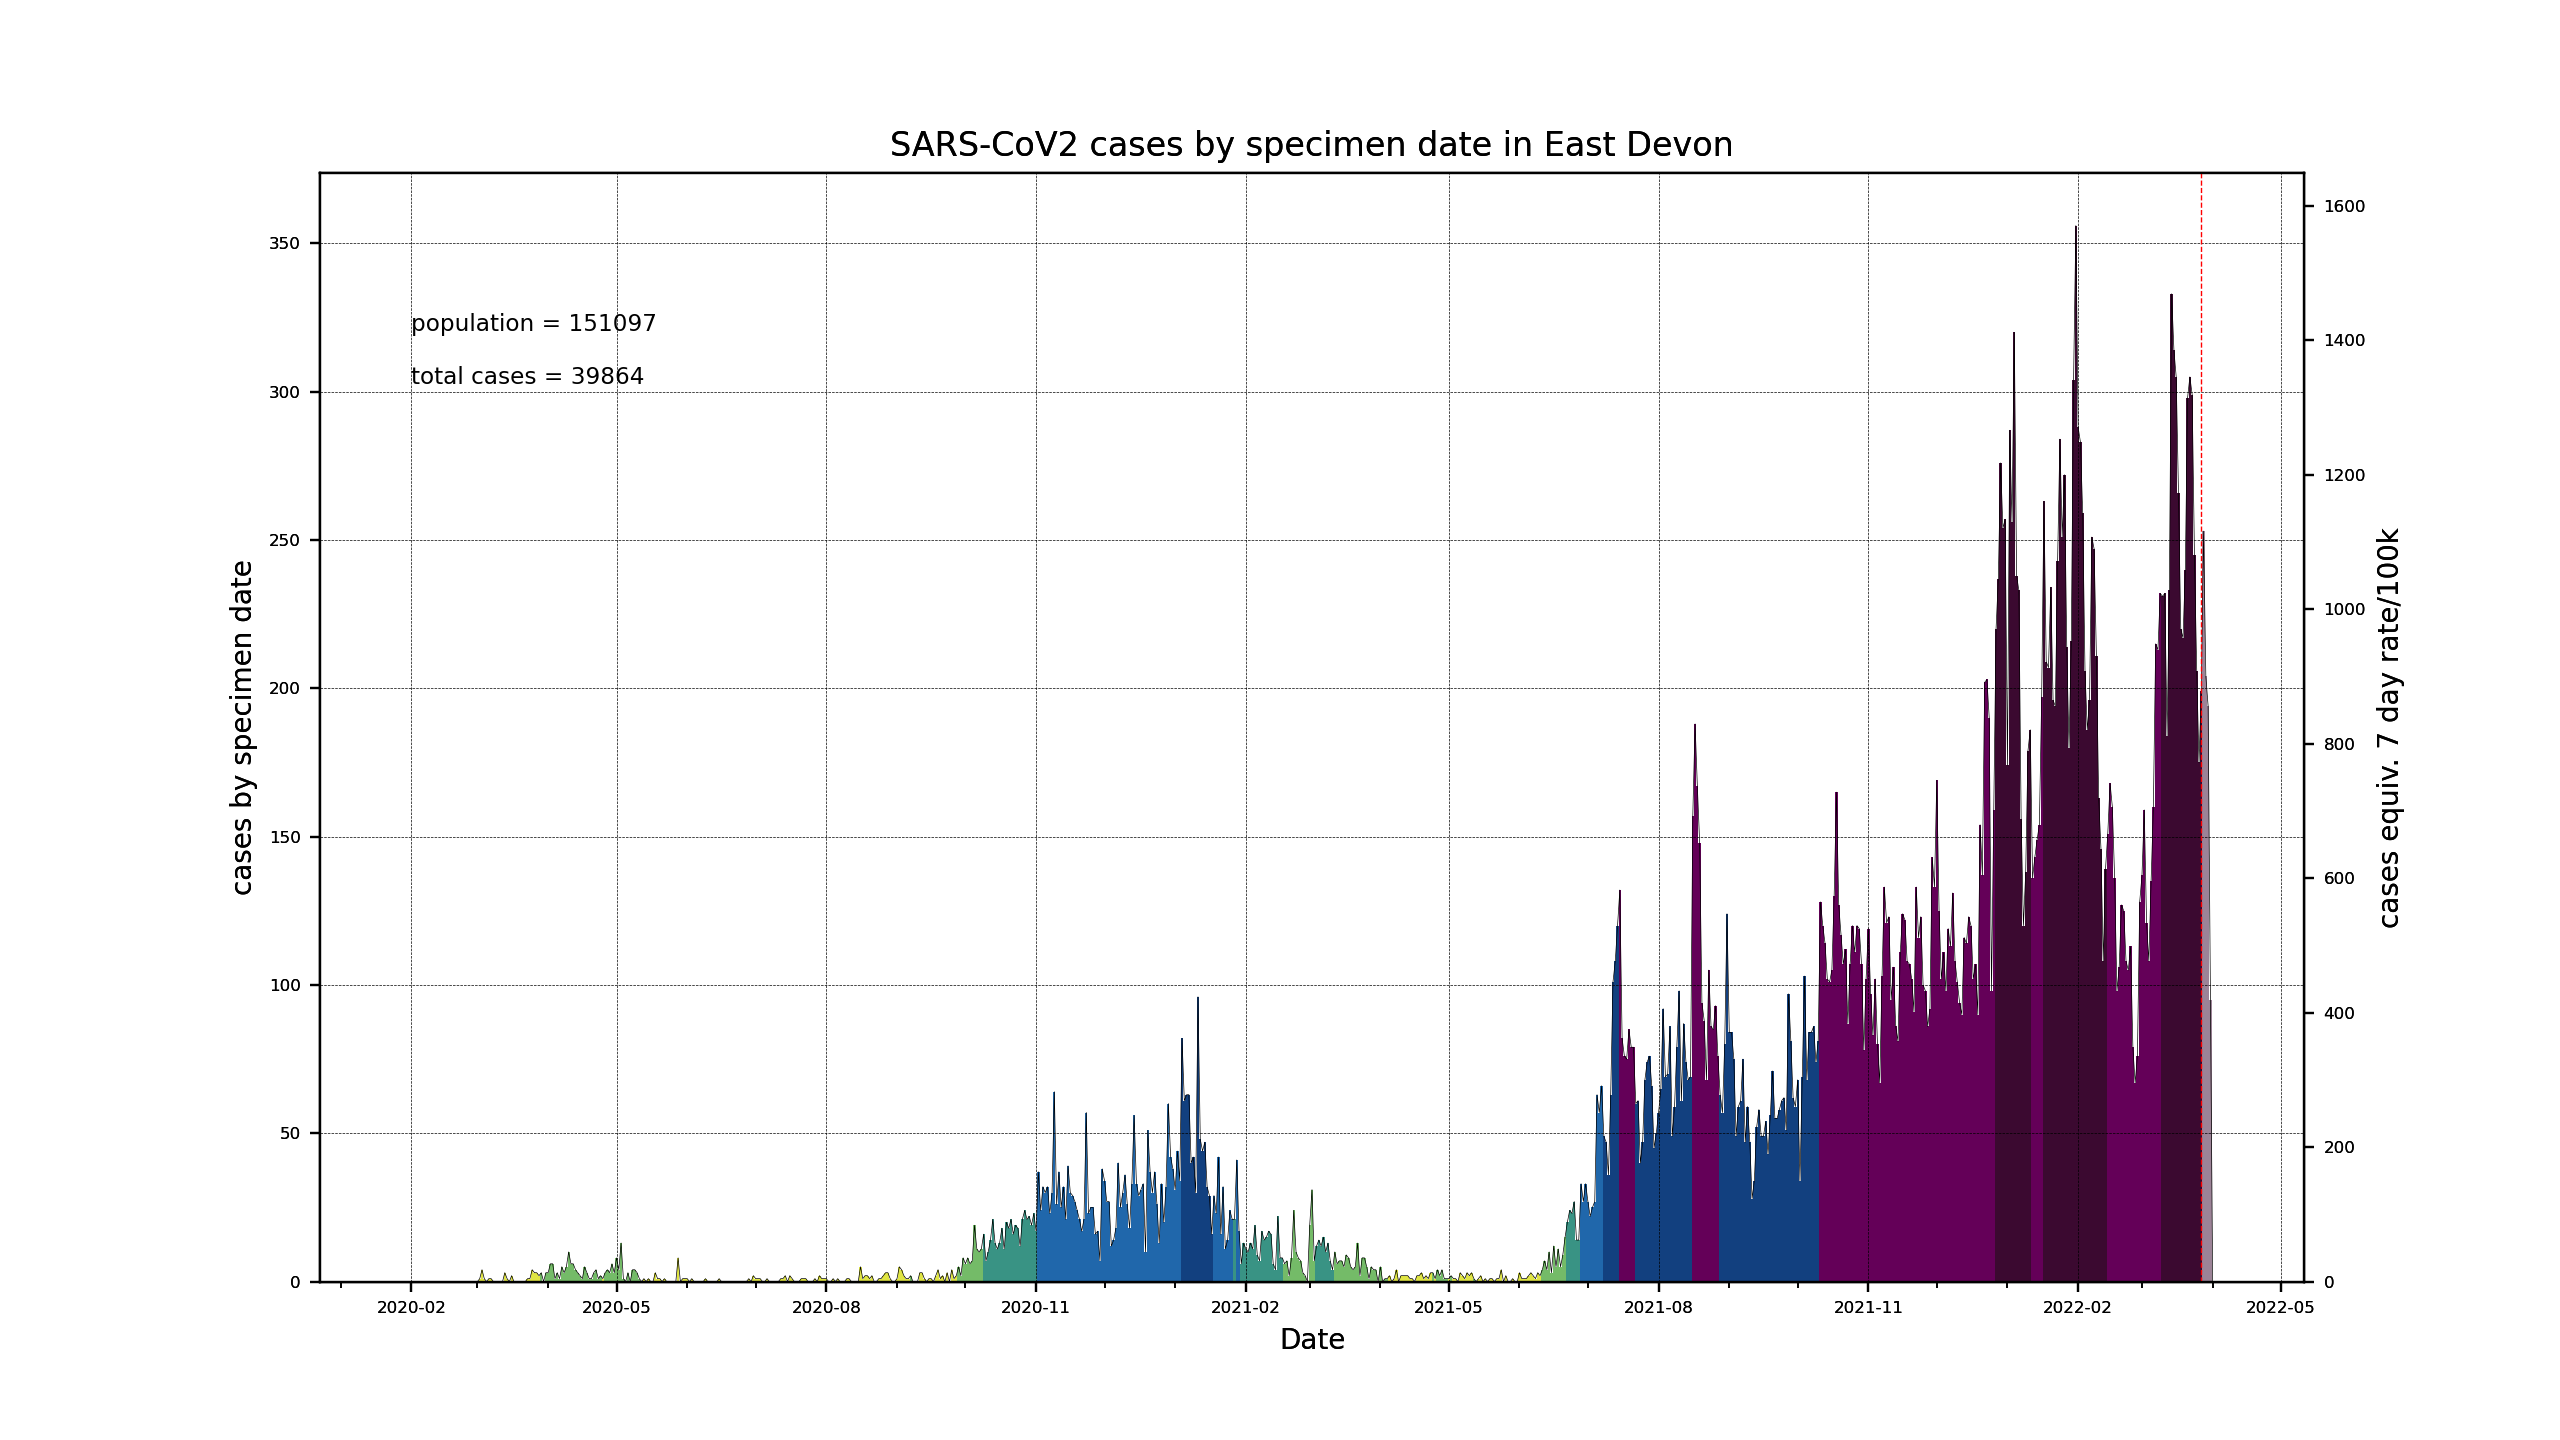 SARS-CoV2 cases by specimen date in East Devon
population = 151097
total cases = 39864
cases by specimen date
350
300
250
200
150
100
50
0
1600
1400
1200
1000
800
600
400
200
0
cases equiv. 7 day rate/100k
2020-02 2020-05 2020-08 2020-11 2021-02 2021-05 2021-08 2021-11 2022-02 2022-05
Date